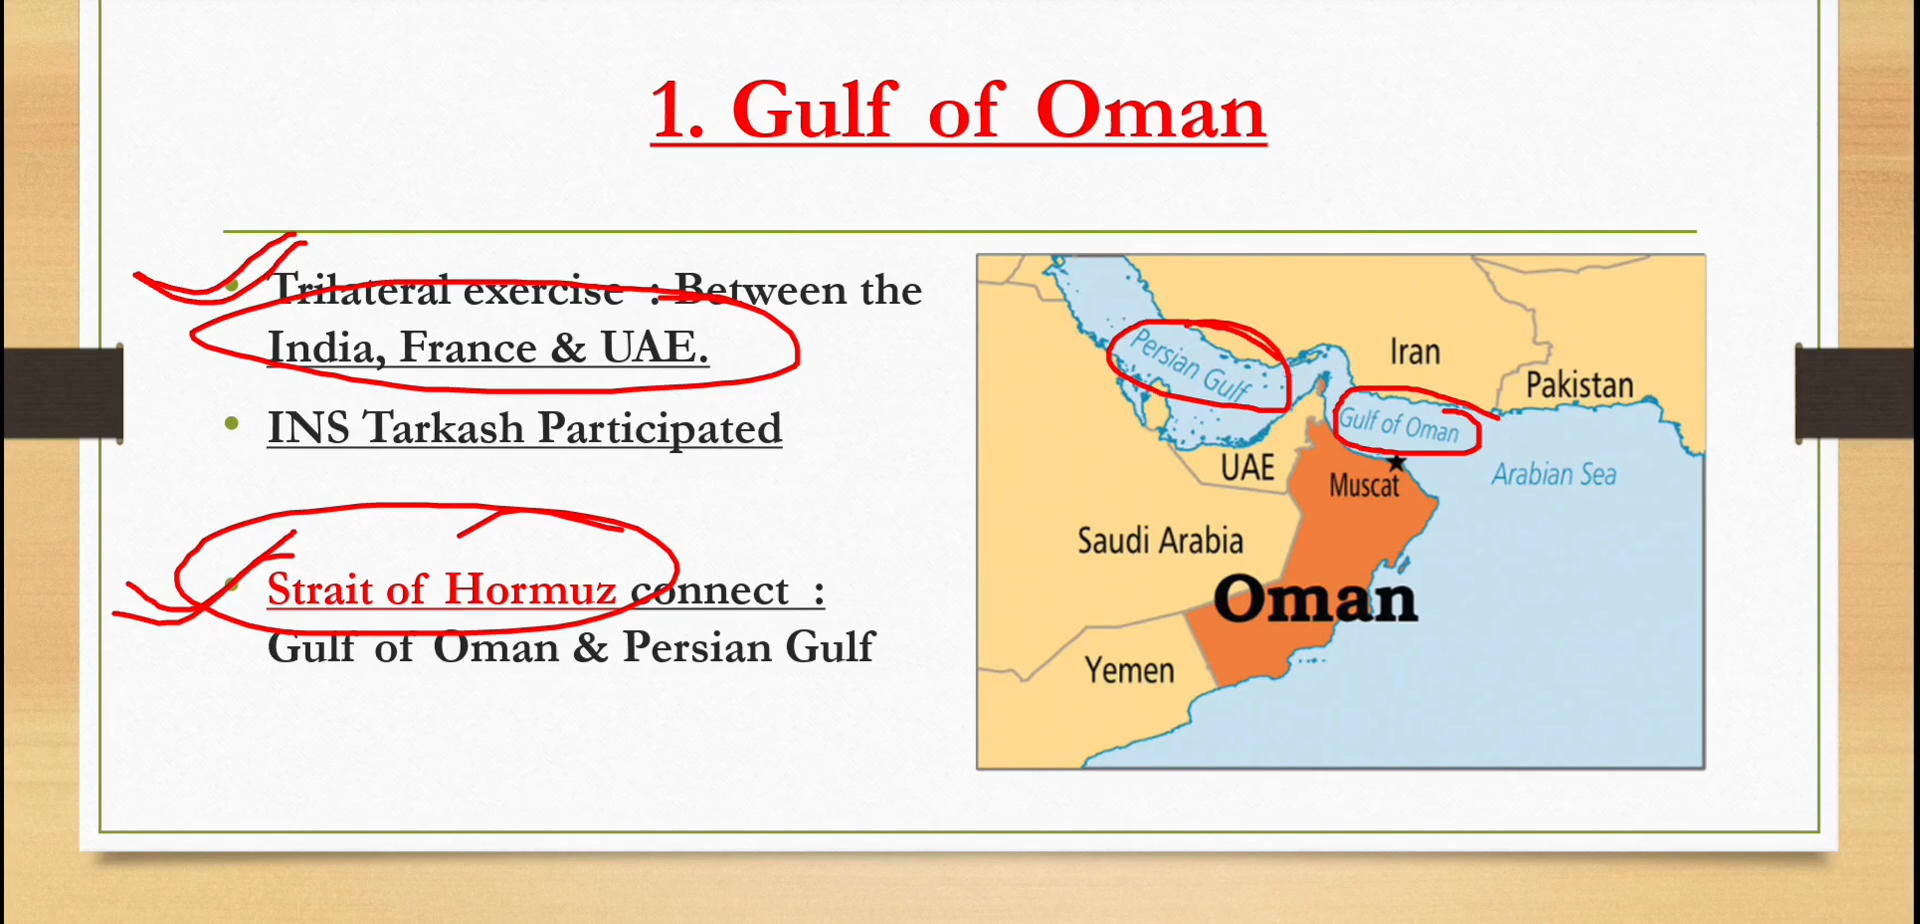 1. Gulf of Oman
• Trilateral exercise : Between the
India, France & UAE.
• INS Tarkash Participated
• Strait of Hormuz connect :
Gulf of Oman & Persian Gulf
Persian Gulf
Iran
Pakistan
Gulf of Oman
UAE
Muscat
Arabian Sea
Saudi Arabia
Oman
Yemen